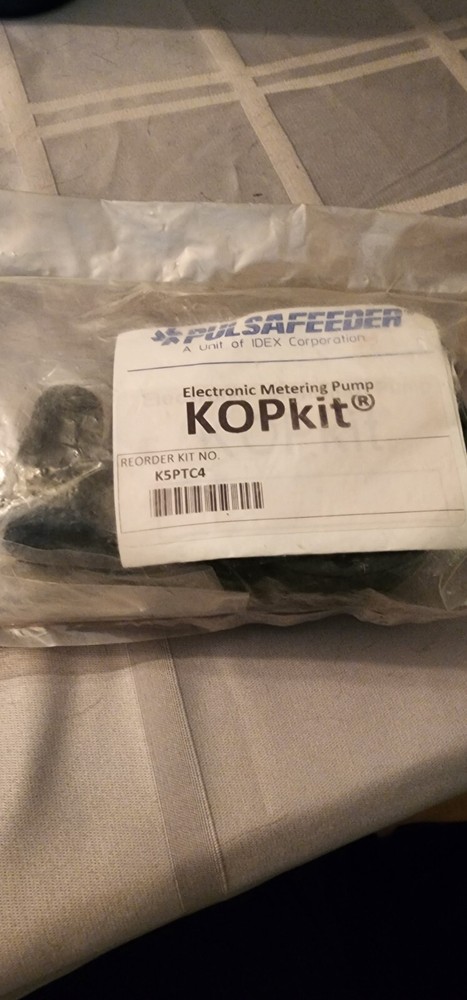 PULSAFEEDER
A Unit of IDEX Corporation
Electronic Metering Pump
KOPkit®
REORDER KIT NO.
K5PTC4